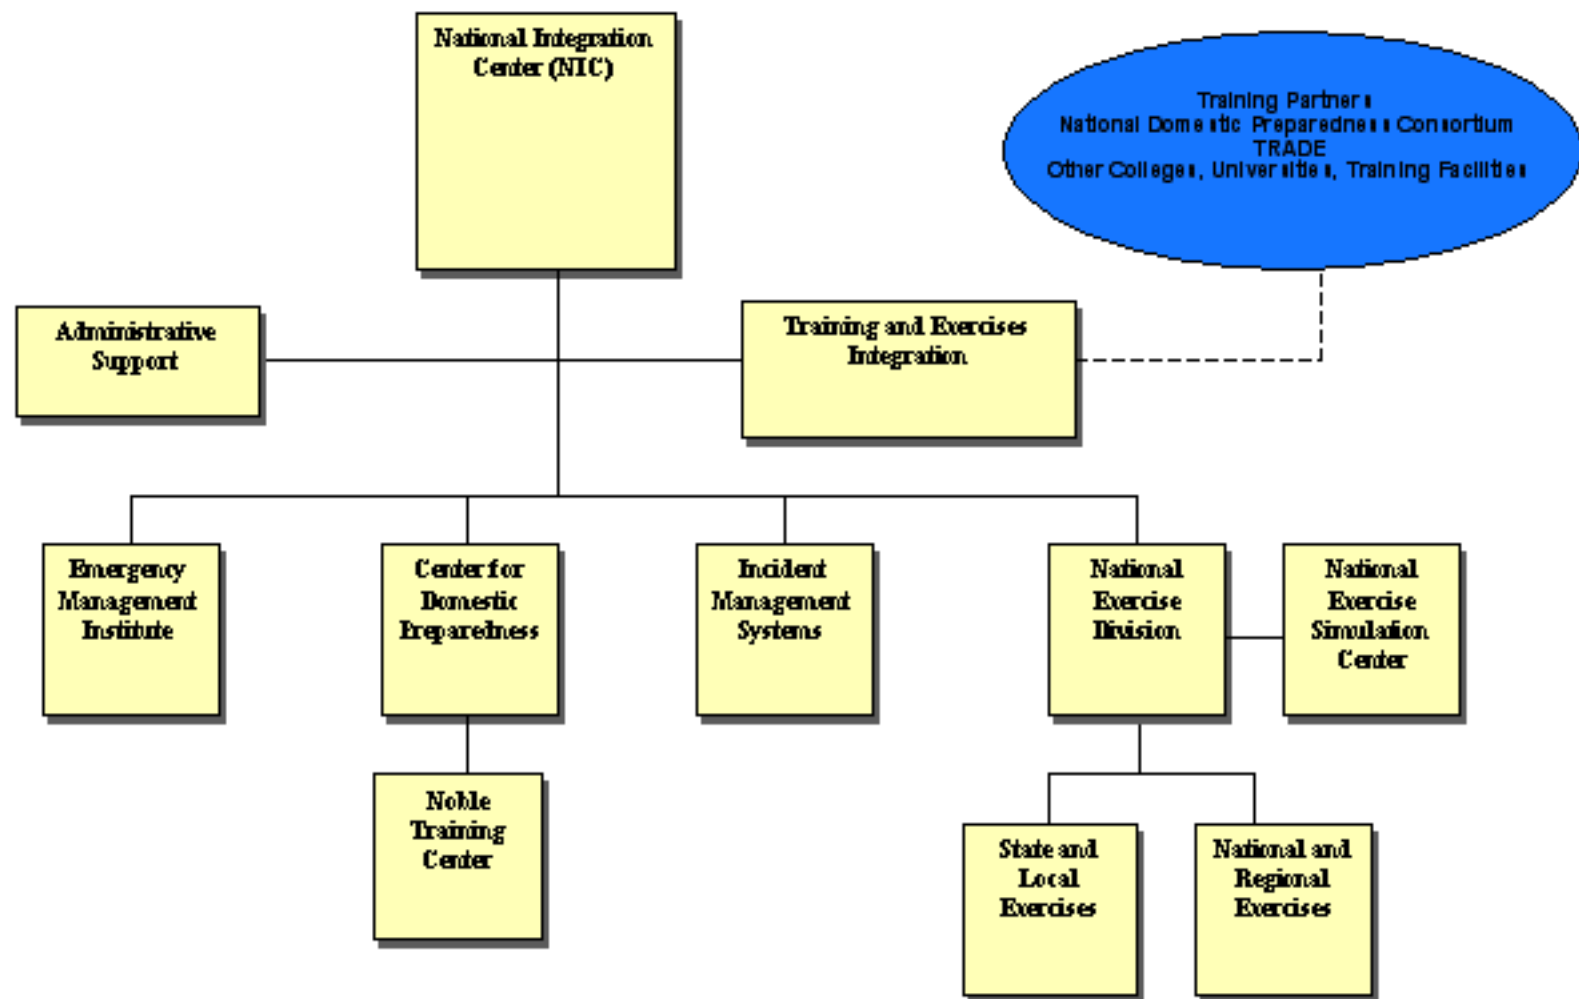 National Integration
Center (NIC)
Training Partners
National Domestic Preparedness Consortium
TRADE
Other Colleges, Universities, Training Facilities
Administrative
Support
Training and Exercises
Integration
Emergency
Management
Institute
Center for
Domestic
Preparedness
Incident
Management
Systems
National
Exercise
Division
National
Exercise
Simulation
Center
Noble
Training
Center
State and
Local
Exercises
National and
Regional
Exercises